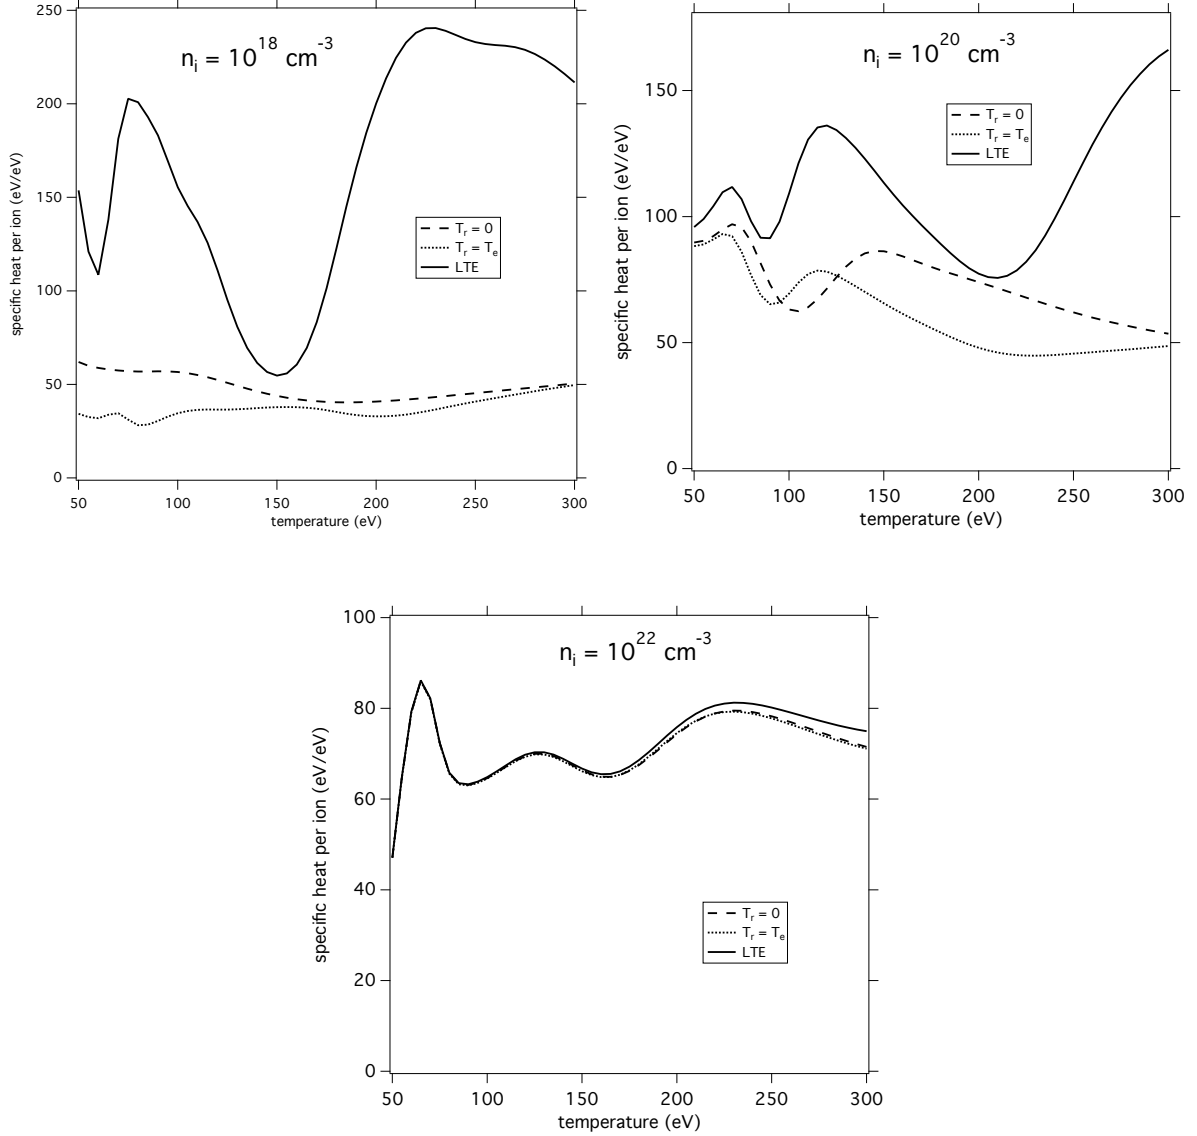 n_i = 10^18 cm^-3
specific heat per ion (eV/eV)
250
200
150
100
50
0
T_r = 0
T_r = T_e
LTE
50 100 150 200 250 300
temperature (eV)
n_i = 10^20 cm^-3
specific heat per ion (eV/eV)
150
100
50
0
T_r = 0
T_r = T_e
LTE
50 100 150 200 250 300
temperature (eV)
n_i = 10^22 cm^-3
specific heat per ion (eV/eV)
100
80
60
40
20
0
T_r = 0
T_r = T_e
LTE
50 100 150 200 250 300
temperature (eV)